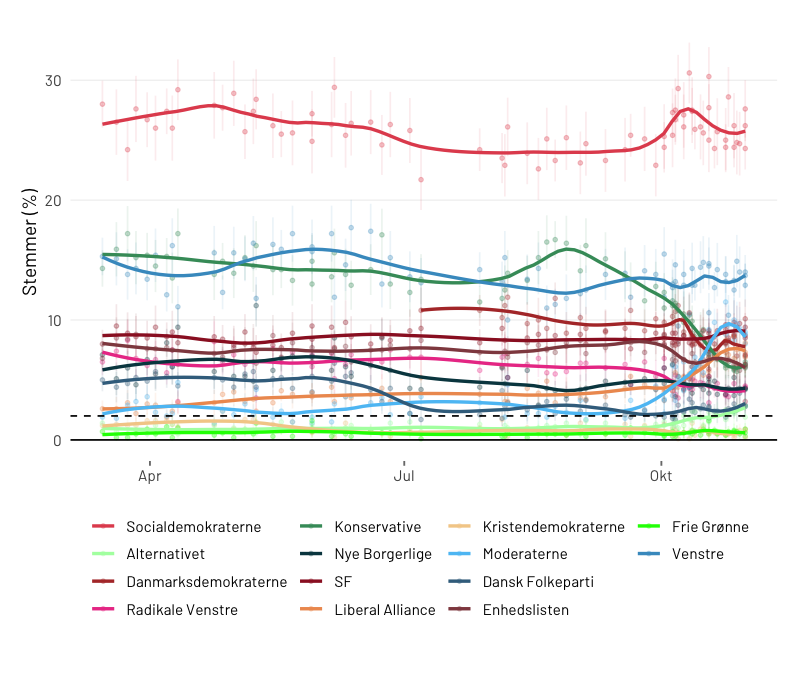 30
20
10
0
Stemmer (%)
Apr Jul Okt
Socialdemokraterne Konservative Kristendemokraterne Frie Grønne
Alternativet Nye Borgerlige Moderaterne Venstre
Danmarksdemokraterne SF Dansk Folkeparti
Radikale Venstre Liberal Alliance Enhedslisten